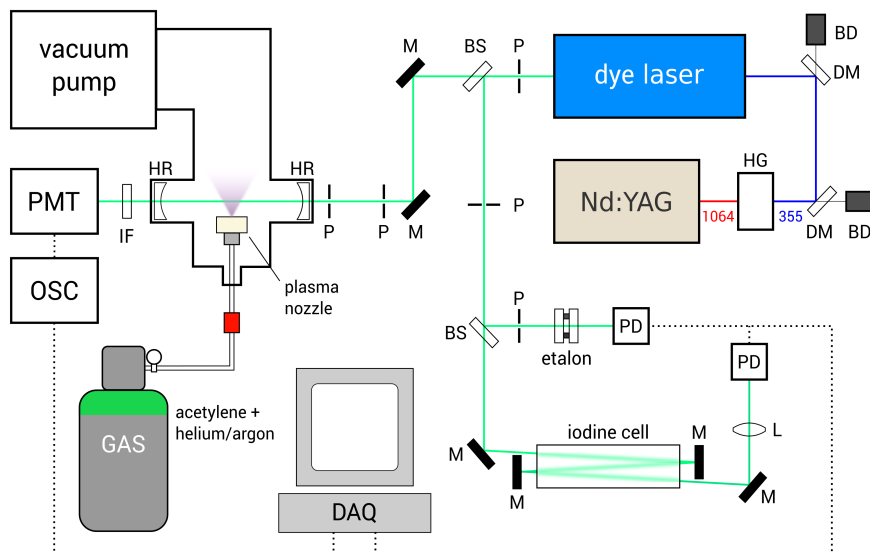 vacuum
pump
M
BS
P
dye laser
BD
DM
HR
HR
PMT
IF
P
P
M
P
Nd:YAG
1064
HG
355
DM
BD
OSC
plasma
nozzle
BS
P
etalon
PD
PD
GAS
acetylene +
helium/argon
iodine cell
M
M
L
M
M
DAQ